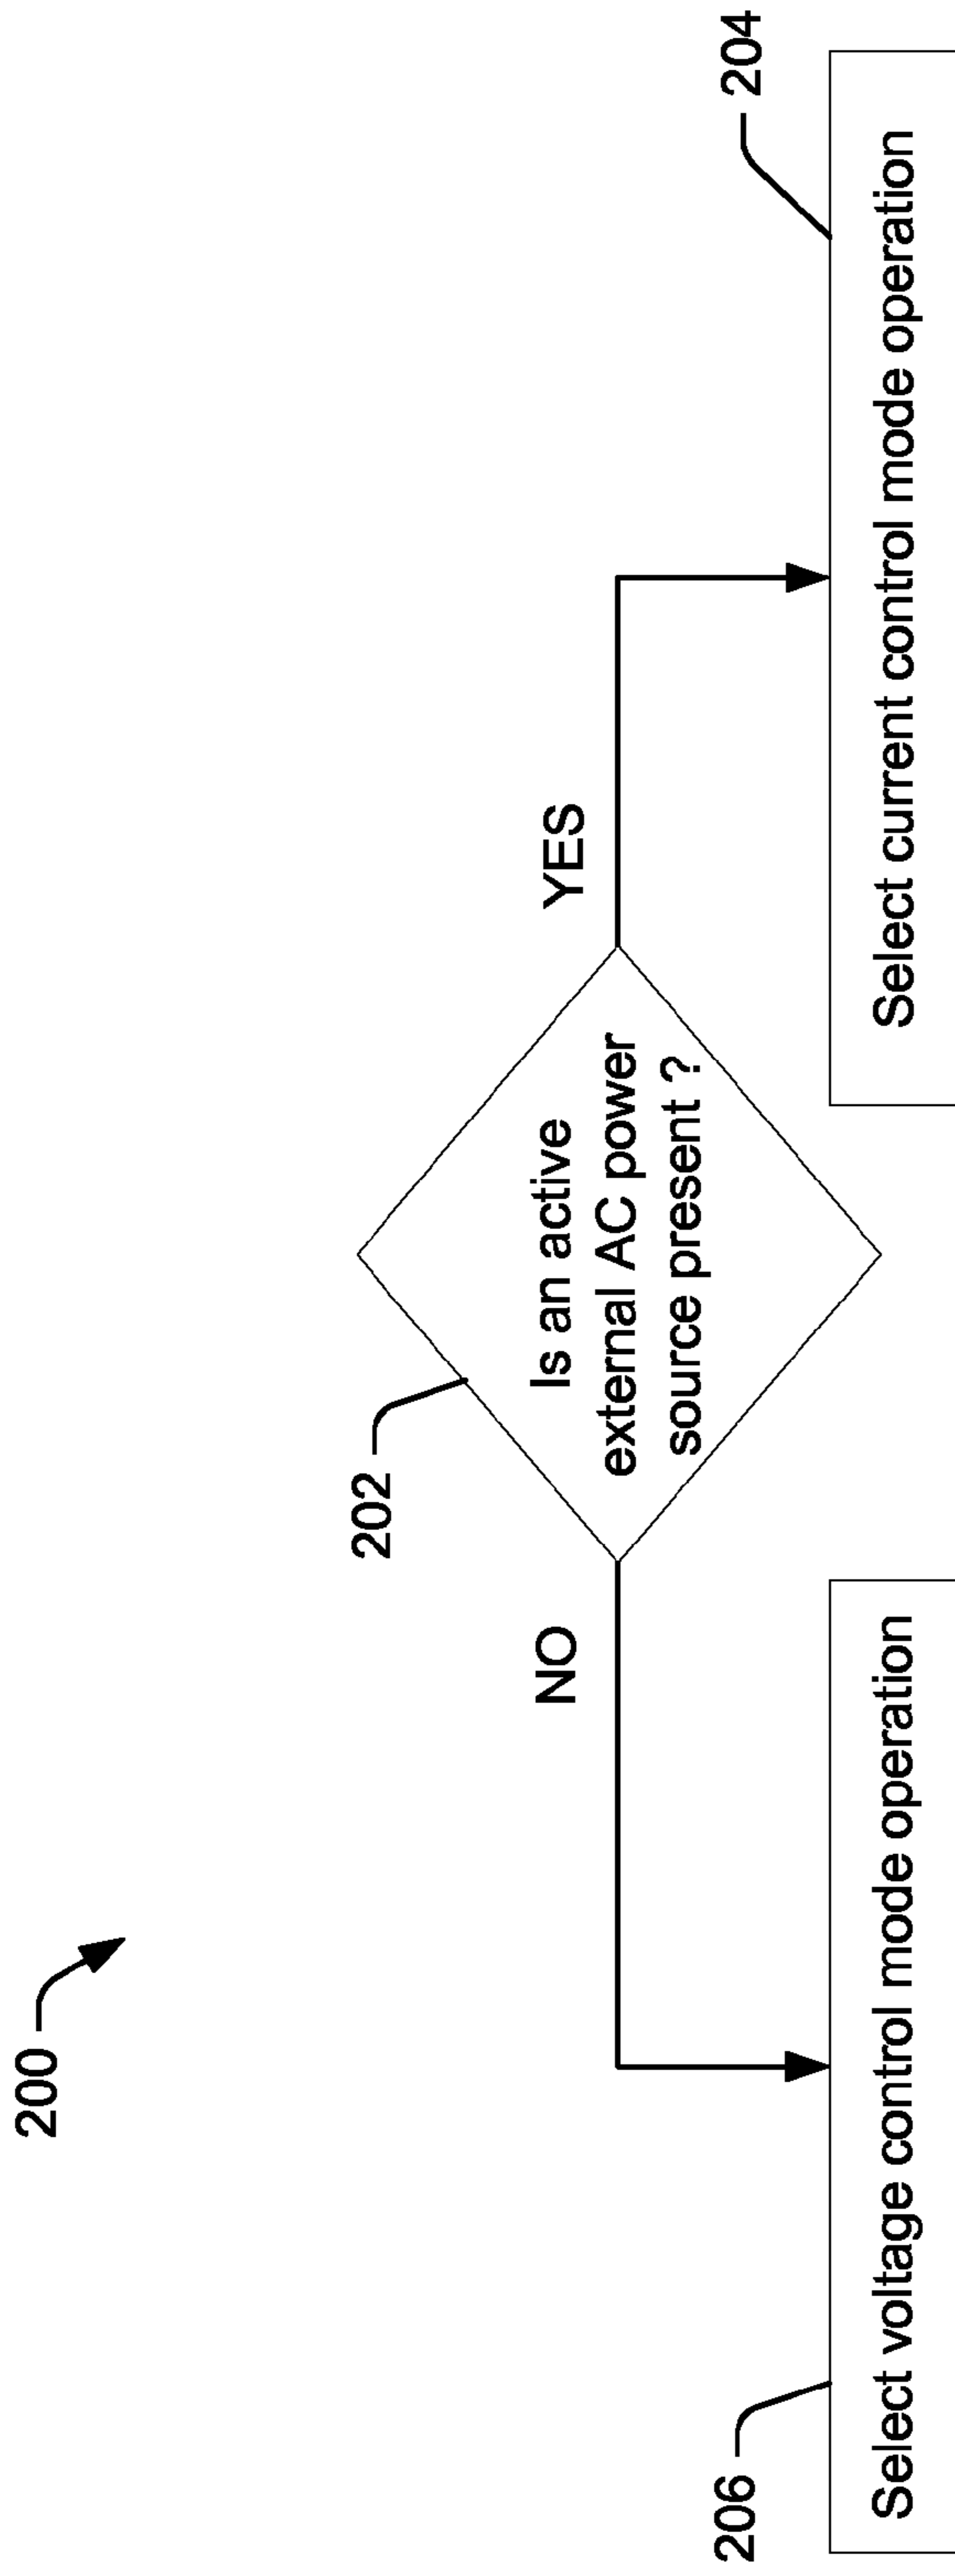 200
202
Is an active
external AC power
source present ?
NO
YES
206
204
Select voltage control mode operation
Select current control mode operation